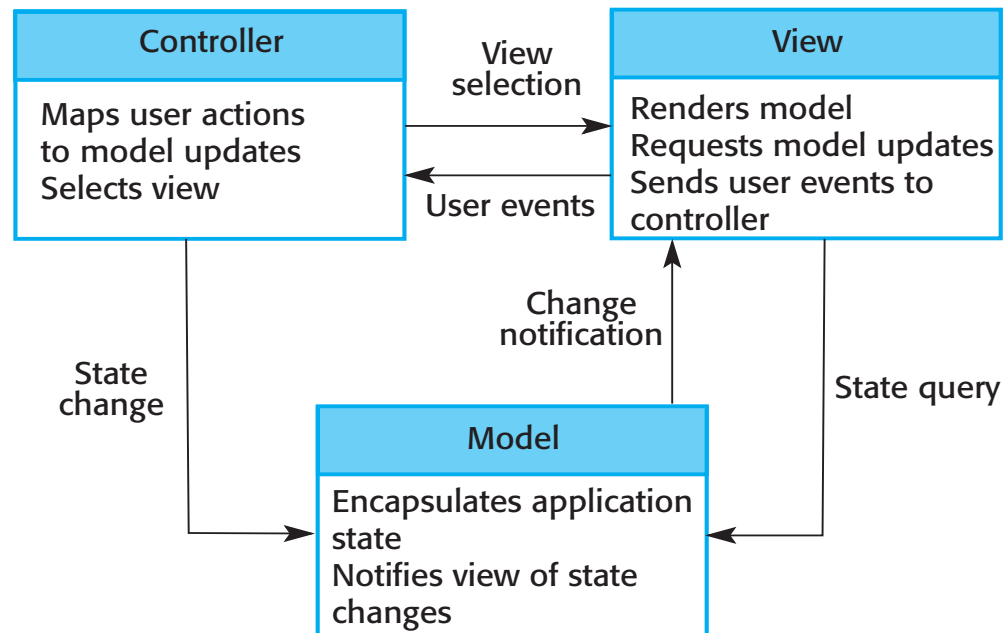 Controller
Maps user actions
to model updates
Selects view
View
selection
User events
View
Renders model
Requests model updates
Sends user events to
controller
State
change
Change
notification
State query
Model
Encapsulates application
state
Notifies view of state
changes